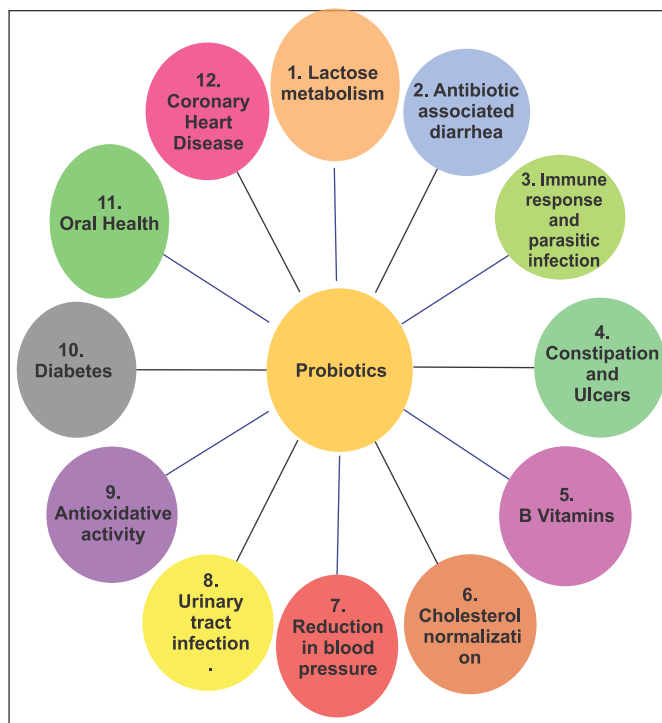 1. Lactose
metabolism
2. Antibiotic
associated
diarrhea
3. Immune
response
and
parasitic
infection
4.
Constipation
and
Ulcers
5.
B Vitamins
6.
Cholesterol
normalizati
on
7.
Reduction
in blood
pressure
8.
Urinary
tract
infection
.
9.
Antioxidative
activity
10.
Diabetes
11.
Oral Health
12.
Coronary
Heart
Disease
Probiotics